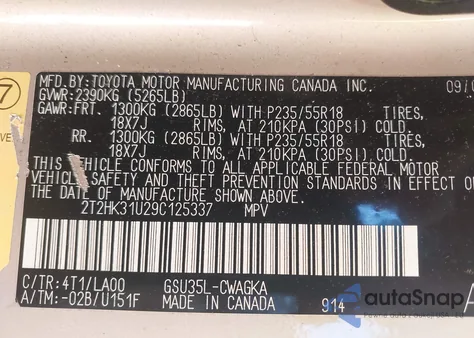 MFD.BY:TOYOTA MOTOR MANUFACTURING CANADA INC. 09/
GVWR:2390KG (5265LB)
GAWR:FRT. 1300KG (2865LB) WITH P235/55R18 TIRES,
18X7J RIMS, AT 210KPA (30PSI) COLD.
RR. 1300KG (2865LB) WITH P235/55R18 TIRES,
18X7J RIMS, AT 210KPA (30PSI) COLD.
THIS VEHICLE CONFORMS TO ALL APPLICABLE FEDERAL MOTOR
VEHICLE SAFETY AND THEFT PREVENTION STANDARDS IN EFFECT O
THE DATE OF MANUFACTURE SHOWN ABOVE.
2T2HK31U29C125337 MPV
C/TR:4T1/LA00 GSU35L-CWAGKA
A/TM:-02B/U151F MADE IN CANADA 914
7
VE
autoSnap